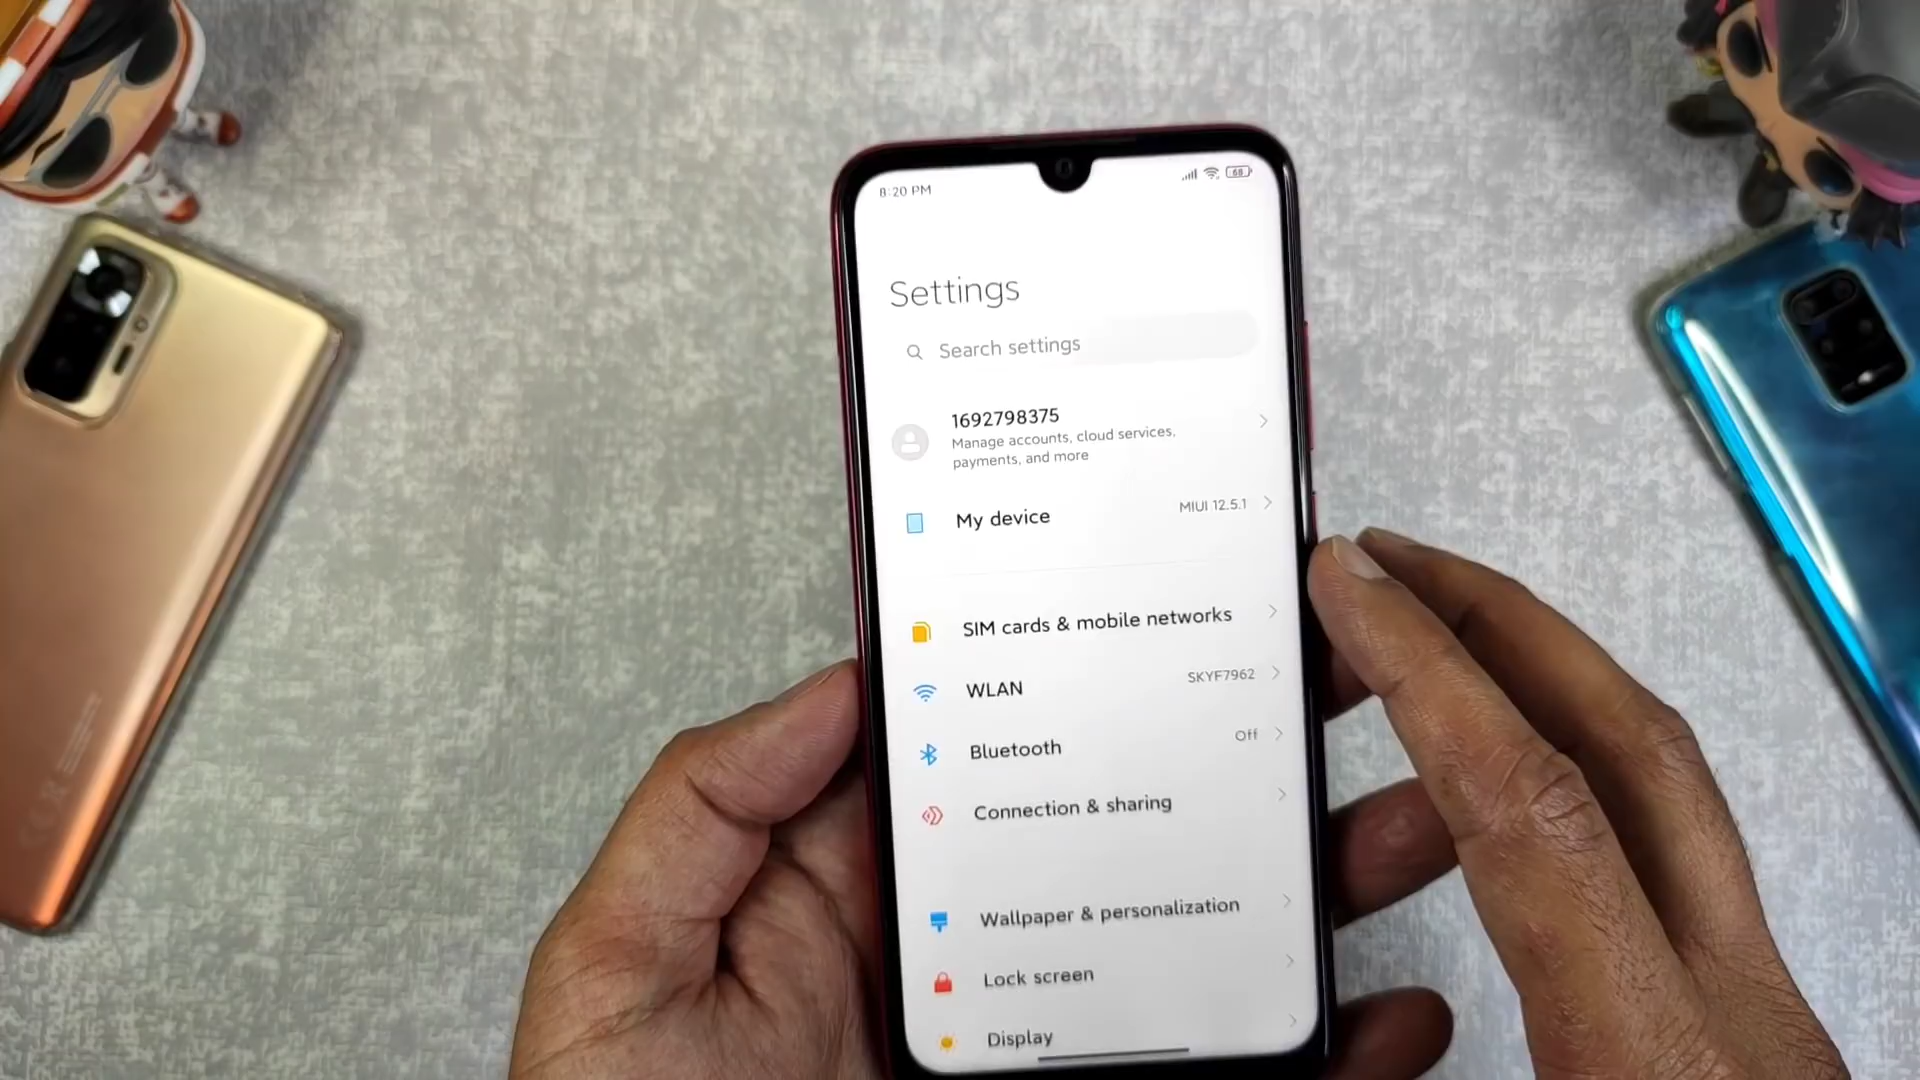 8:20 PM
68
Settings
Search settings
1692798375
Manage accounts, cloud services,
payments, and more
My device
MIUI 12.5.1
SIM cards & mobile networks
WLAN
SKYF7962
Bluetooth
Off
Connection & sharing
Wallpaper & personalization
Lock screen
Display